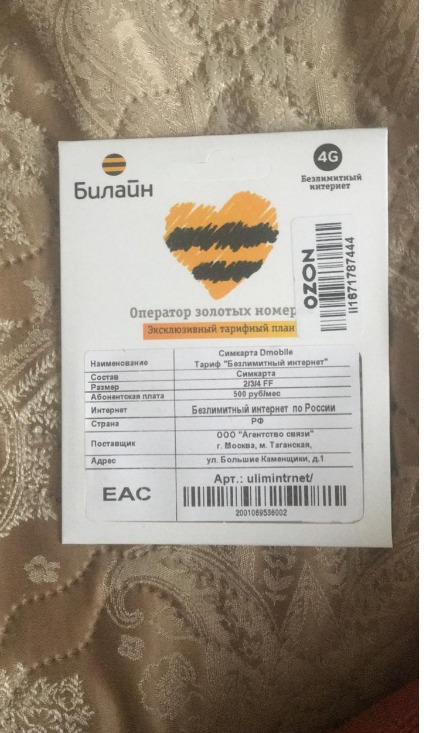 Билайн
4G
Безлимитный
интернет
OZON
ii1671787444
Оператор золотых номер
Эксклюзивный тарифный план
Наименование
Симкарта Dmobile
Тариф "Безлимитный интернет"
Состав
Симкарта
Размер
2/3/4 FF
Абонентская плата
500 руб/мес
Интернет
Безлимитный интернет по России
Страна
РФ
Поставщик
ООО "Агентство связи"
г. Москва, м. Таганская,
Адрес
ул. Большие Каменщики, д.1
EAC
Арт.: ulimintrnet/
2001069536002